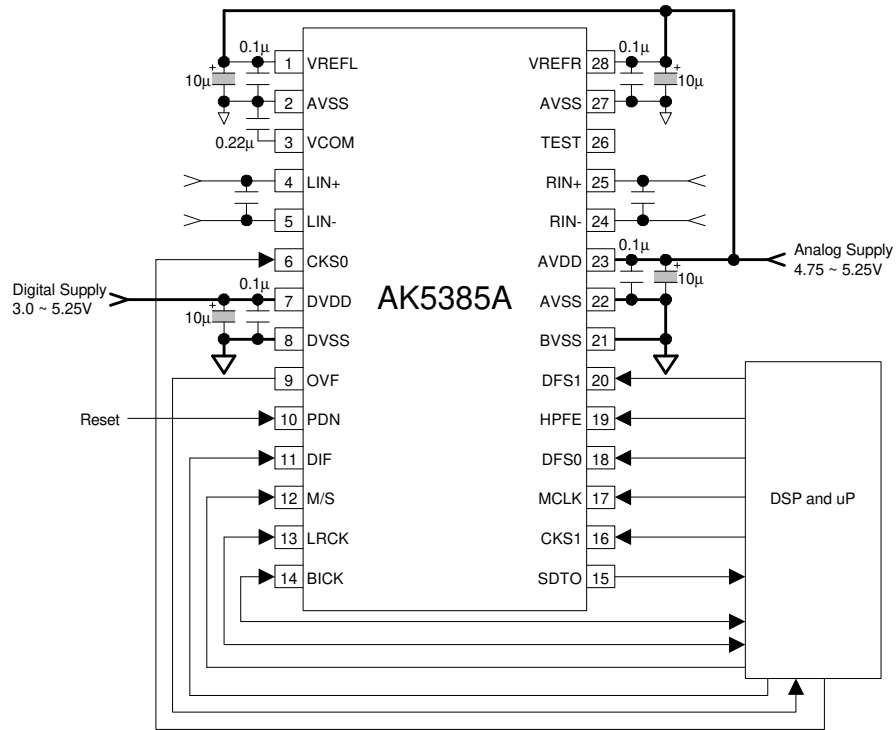 0.1μ
0.1μ
1 VREFL
VREFR 28
10μ
10μ
2 AVSS
AVSS 27
0.22μ
3 VCOM
TEST 26
4 LIN+
RIN+ 25
5 LIN-
RIN- 24
0.1μ
6 CKS0
AVDD 23
Analog Supply
4.75 ~ 5.25V
0.1μ
10μ
Digital Supply
3.0 ~ 5.25V
7 DVDD
AK5385A
AVSS 22
10μ
8 DVSS
BVSS 21
9 OVF
DFS1 20
Reset
10 PDN
HPFE 19
11 DIF
DFS0 18
12 M/S
MCLK 17
DSP and uP
13 LRCK
CKS1 16
14 BICK
SDTO 15